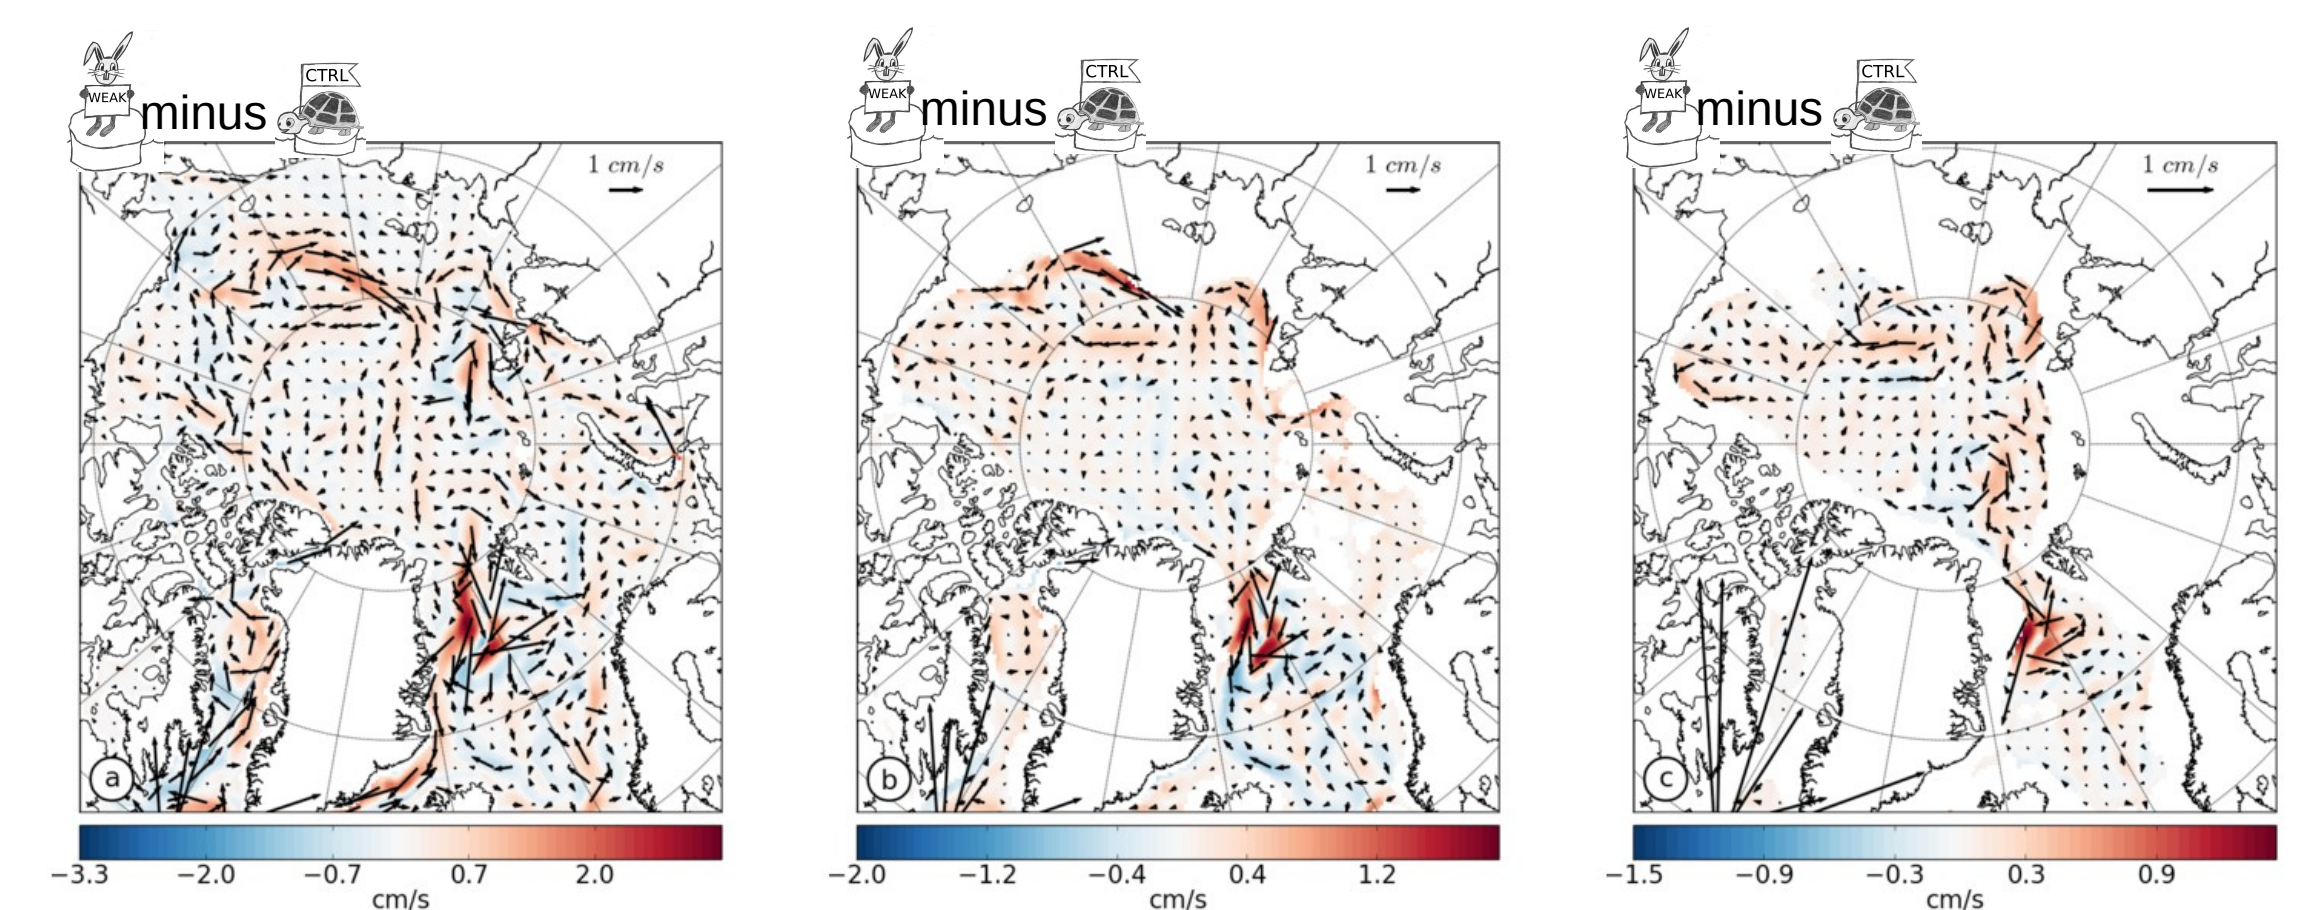 CTRL
WEAK
minus
1 cm/s
a
−3.3 −2.0 −0.7 0.7 2.0
cm/s
CTRL
WEAK
minus
1 cm/s
b
−2.0 −1.2 −0.4 0.4 1.2
cm/s
CTRL
WEAK
minus
1 cm/s
c
−1.5 −0.9 −0.3 0.3 0.9
cm/s